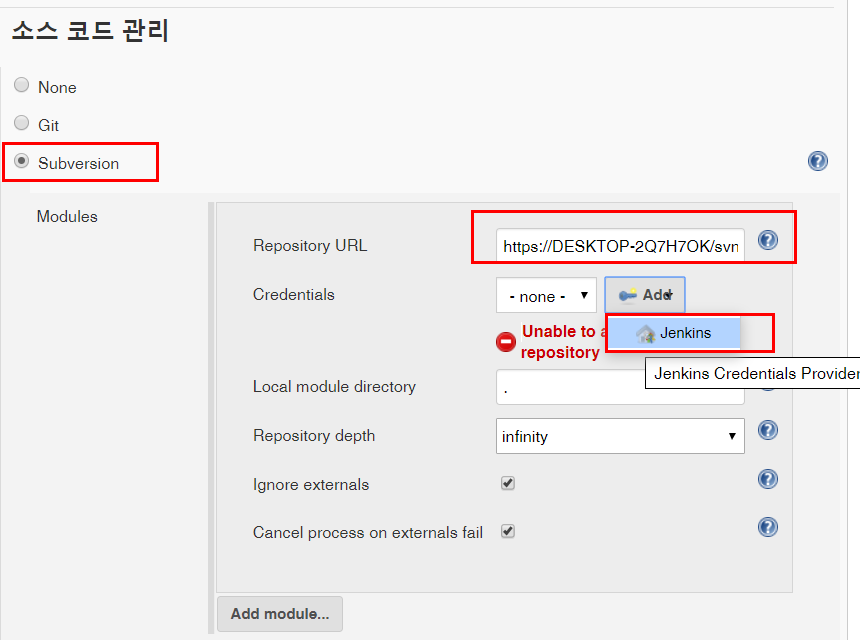 소스 코드 관리
None
Git
Subversion
Modules
Repository URL
https://DESKTOP-2Q7H7OK/svn
Credentials
- none -
Add
Unable to a
repository
Jenkins
Jenkins Credentials Provider
Local module directory
.
Repository depth
infinity
Ignore externals
Cancel process on externals fail
Add module...